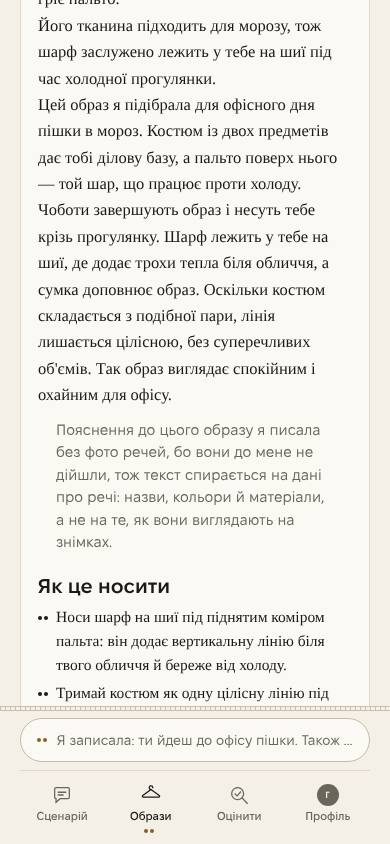 гріє пальто.
Його тканина підходить для морозу, тож
шарф заслужено лежить у тебе на шиї під
час холодної прогулянки.
Цей образ я підібрала для офісного дня
пішки в мороз. Костюм із двох предметів
дає тобі ділову базу, а пальто поверх нього
— той шар, що працює проти холоду.
Чоботи завершують образ і несуть тебе
крізь прогулянку. Шарф лежить у тебе на
шиї, де додає трохи тепла біля обличчя, а
сумка доповнює образ. Оскільки костюм
складається з подібної пари, лінія
лишається цілісною, без суперечливих
об'ємів. Так образ виглядає спокійним і
охайним для офісу.
Пояснення до цього образу я писала
без фото речей, бо вони до мене не
дійшли, тож текст спирається на дані
про речі: назви, кольори й матеріали,
а не на те, як вони виглядають на
знімках.
Як це носити
•• Носи шарф на шиї під піднятим коміром
пальта: він додає вертикальну лінію біля
твого обличчя й береже від холоду.
•• Тримай костюм як одну цілісну лінію під
•• Я записала: ти йдеш до офісу пішки. Також ...
Сценарій
Образи
Оцінити
Г
Профіль